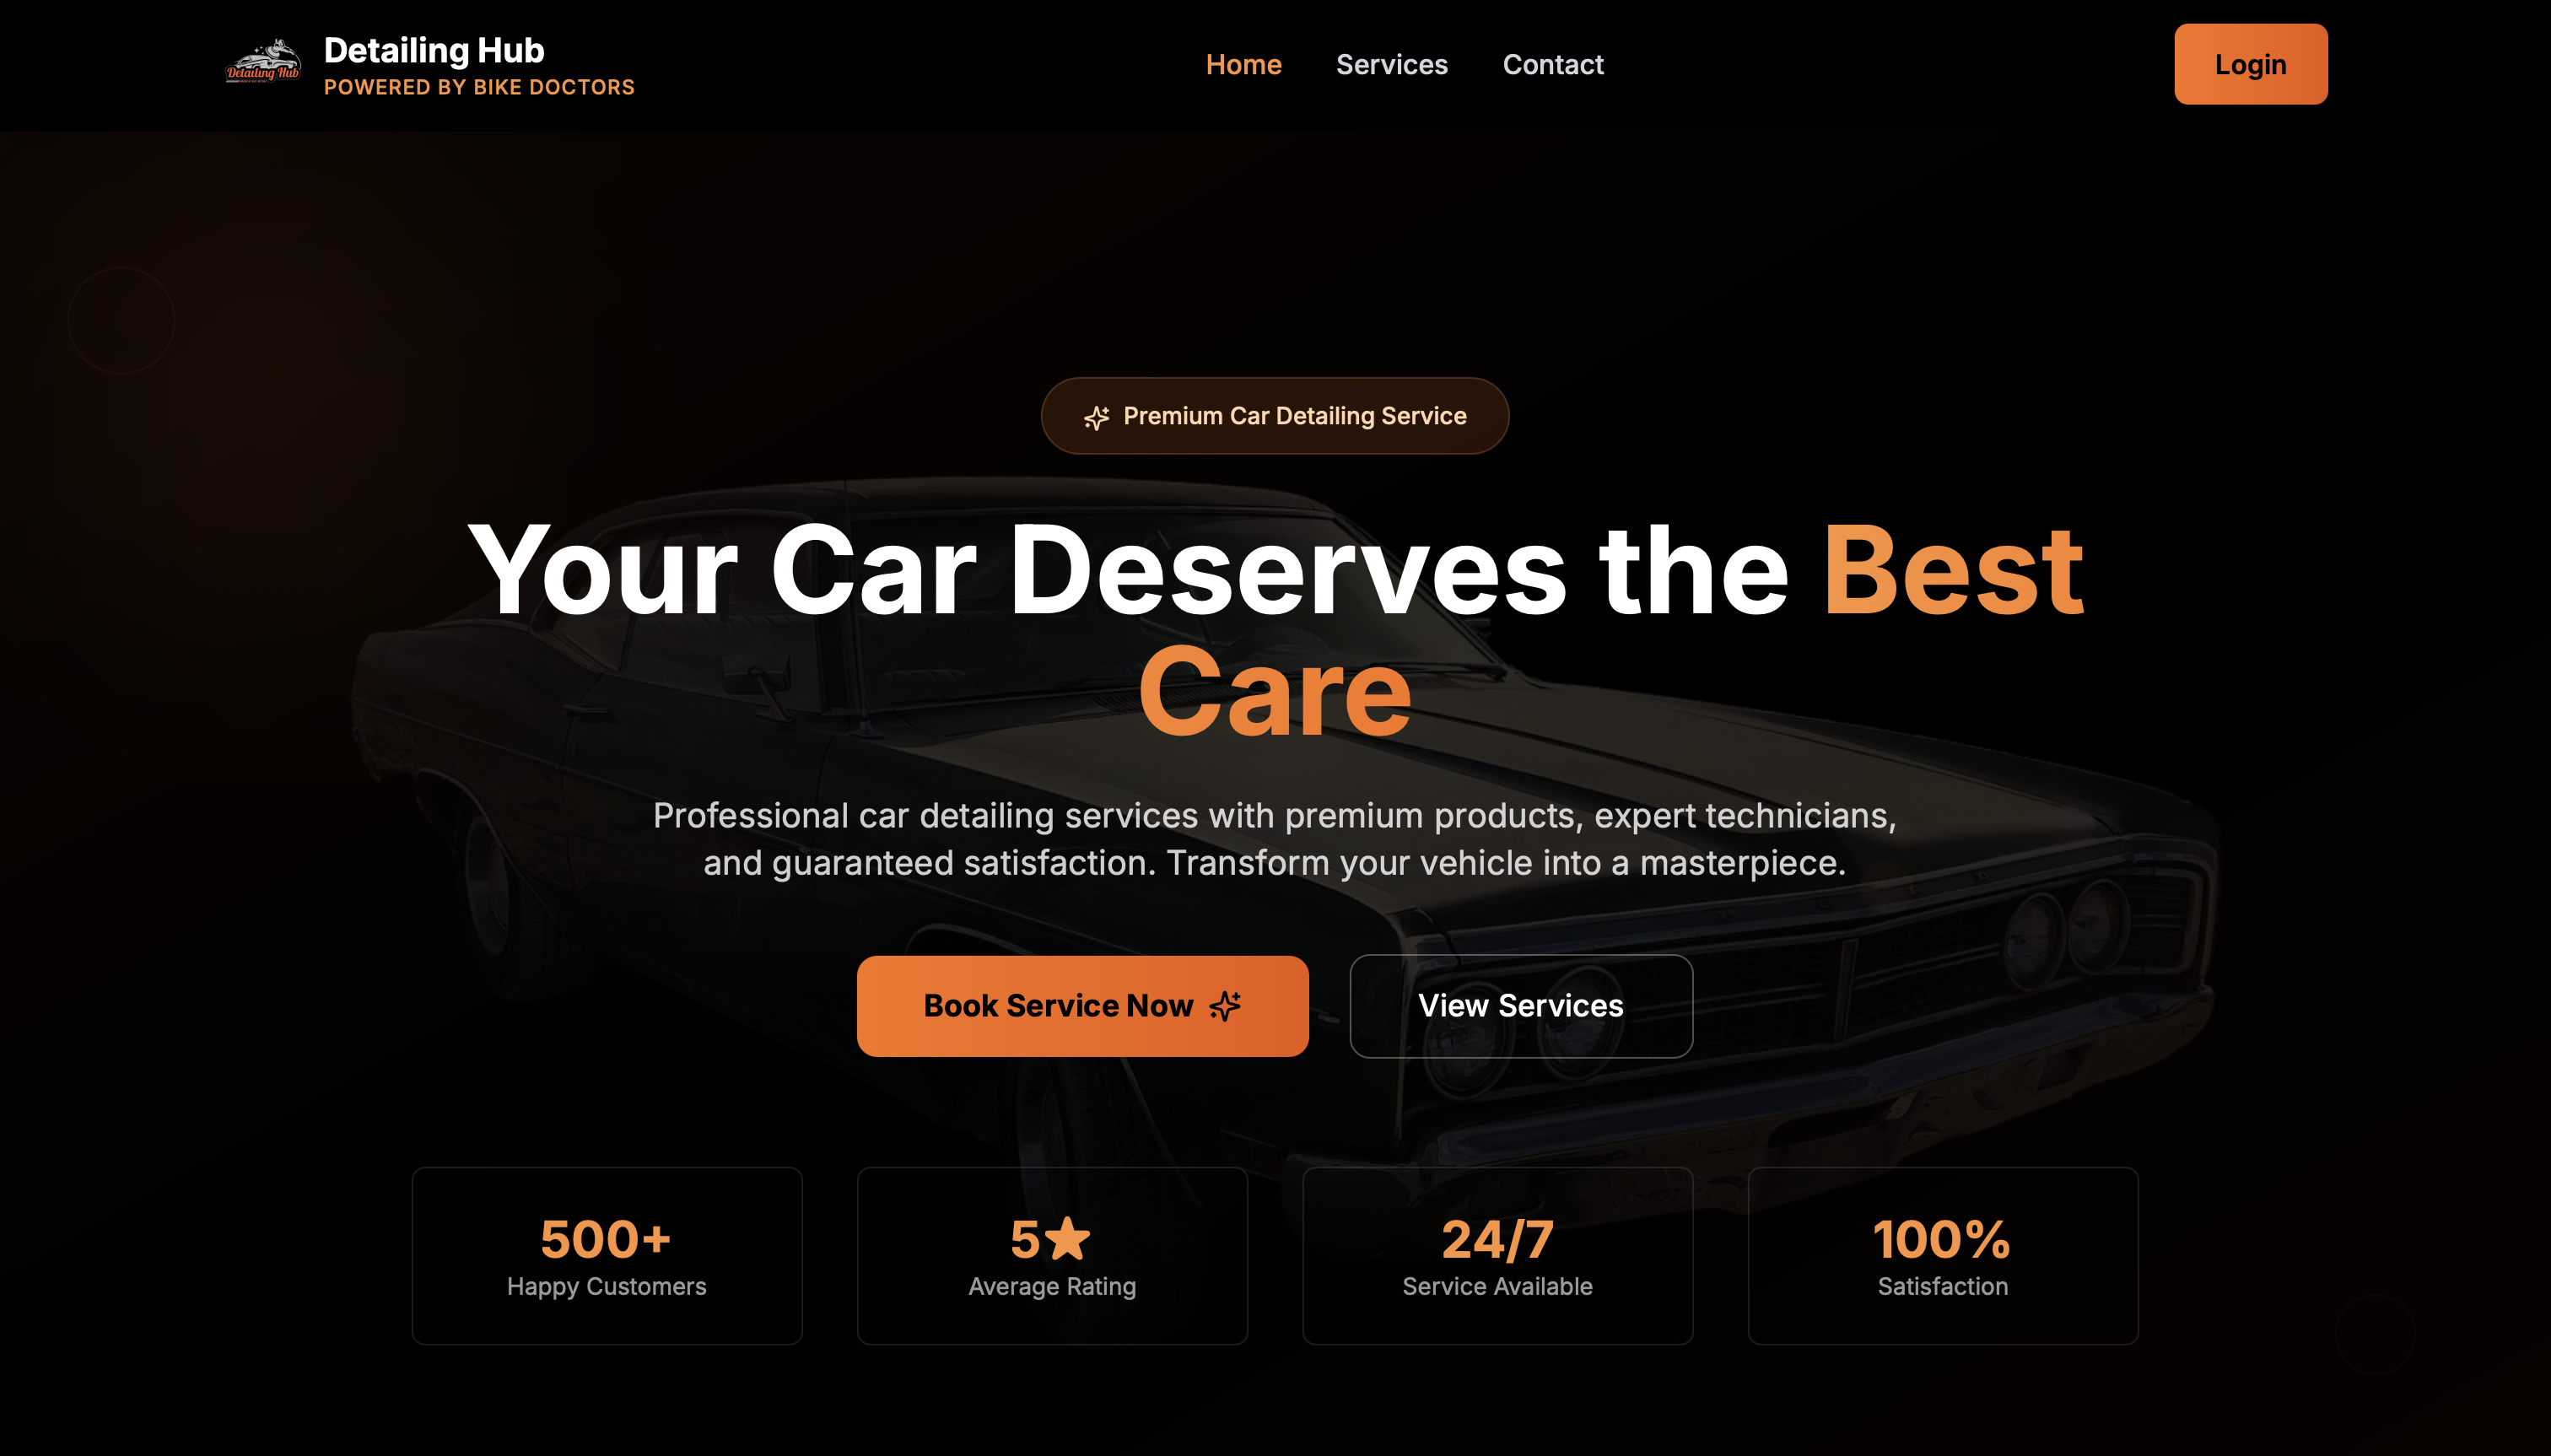 Detailing Hub
Detailing Hub
POWERED BY BIKE DOCTORS
Home
Services
Contact
Login
Premium Car Detailing Service
Your Car Deserves the Best
Care
Professional car detailing services with premium products, expert technicians,
and guaranteed satisfaction. Transform your vehicle into a masterpiece.
Book Service Now
View Services
500+
Happy Customers
5★
Average Rating
24/7
Service Available
100%
Satisfaction